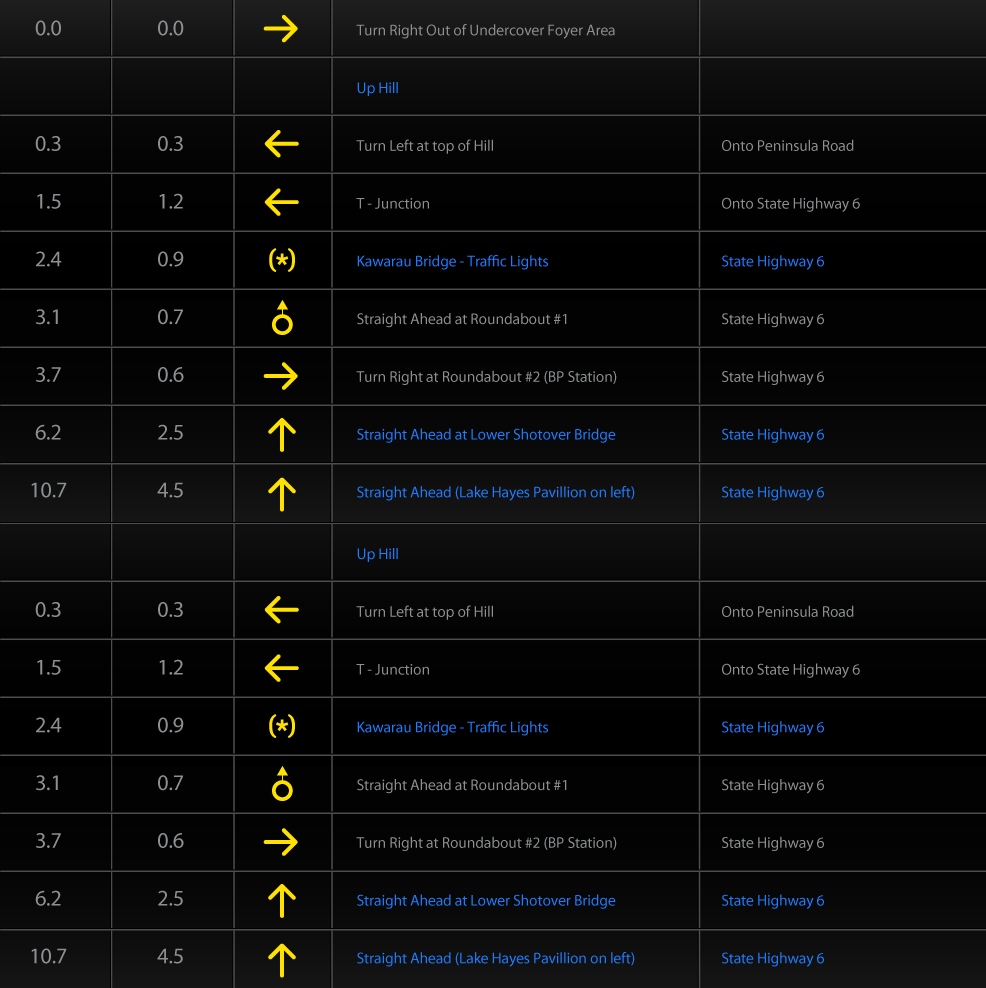 0.0 0.0 → Turn Right Out of Undercover Foyer Area
Up Hill
0.3 0.3 ← Turn Left at top of Hill Onto Peninsula Road
1.5 1.2 ← T - Junction Onto State Highway 6
2.4 0.9 (*) Kawarau Bridge - Traffic Lights State Highway 6
3.1 0.7 Straight Ahead at Roundabout #1 State Highway 6
3.7 0.6 → Turn Right at Roundabout #2 (BP Station) State Highway 6
6.2 2.5 ↑ Straight Ahead at Lower Shotover Bridge State Highway 6
10.7 4.5 ↑ Straight Ahead (Lake Hayes Pavillion on left) State Highway 6
Up Hill
0.3 0.3 ← Turn Left at top of Hill Onto Peninsula Road
1.5 1.2 ← T - Junction Onto State Highway 6
2.4 0.9 (*) Kawarau Bridge - Traffic Lights State Highway 6
3.1 0.7 Straight Ahead at Roundabout #1 State Highway 6
3.7 0.6 → Turn Right at Roundabout #2 (BP Station) State Highway 6
6.2 2.5 ↑ Straight Ahead at Lower Shotover Bridge State Highway 6
10.7 4.5 ↑ Straight Ahead (Lake Hayes Pavillion on left) State Highway 6